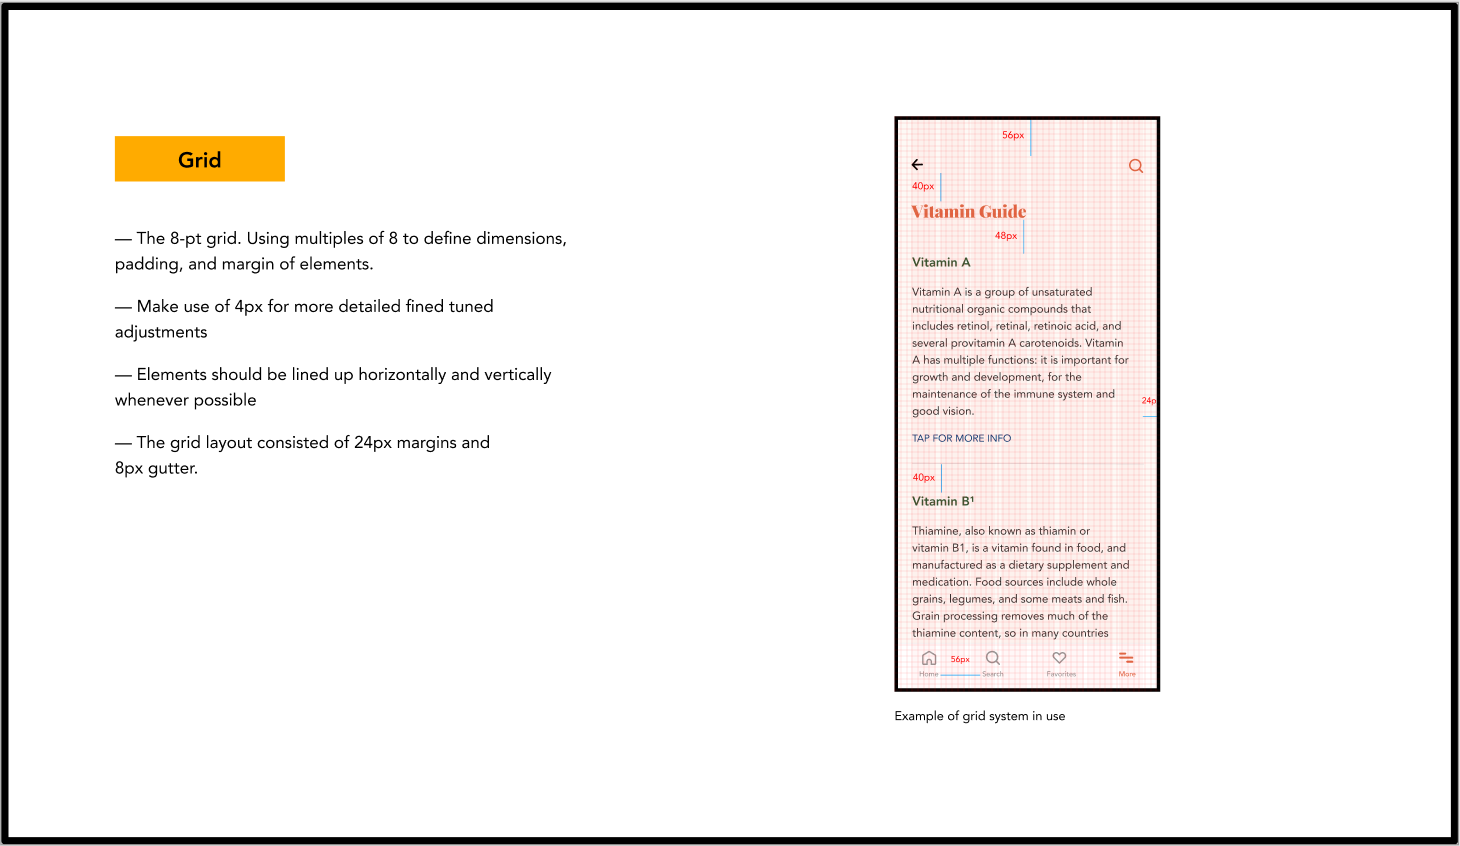 Grid
— The 8-pt grid. Using multiples of 8 to define dimensions,
padding, and margin of elements.
— Make use of 4px for more detailed fined tuned
adjustments
— Elements should be lined up horizontally and vertically
whenever possible
— The grid layout consisted of 24px margins and
8px gutter.
56px
40px
Vitamin Guide
48px
Vitamin A
Vitamin A is a group of unsaturated
nutritional organic compounds that
includes retinol, retinal, retinoic acid, and
several provitamin A carotenoids. Vitamin
A has multiple functions: it is important for
growth and development, for the
maintenance of the immune system and
24p
good vision.
TAP FOR MORE INFO
40px
Vitamin B¹
Thiamine, also known as thiamin or
vitamin B1, is a vitamin found in food, and
manufactured as a dietary supplement and
medication. Food sources include whole
grains, legumes, and some meats and fish.
Grain processing removes much of the
thiamine content, so in many countries
56px
Home Search Favorites More
Example of grid system in use